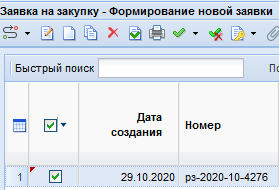 Заявка на закупку - Формирование новой заявки
Быстрый поиск
Дата создания
Номер
1 29.10.2020 рз-2020-10-4276